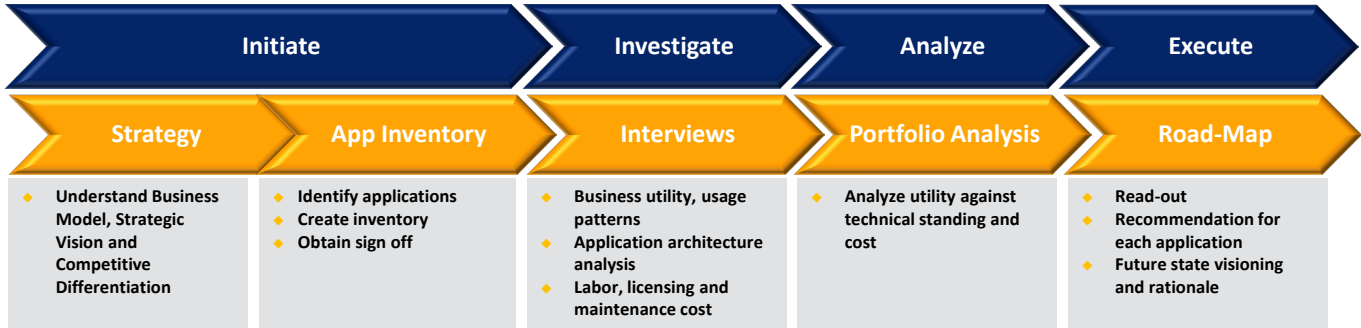 Initiate
Investigate
Analyze
Execute
Strategy
App Inventory
Interviews
Portfolio Analysis
Road-Map
Understand Business
Model, Strategic
Vision and
Competitive
Differentiation
Identify applications
Create inventory
Obtain sign off
Business utility, usage
patterns
Application architecture
analysis
Labor, licensing and
maintenance cost
Analyze utility against
technical standing and
cost
Read-out
Recommendation for
each application
Future state visioning
and rationale